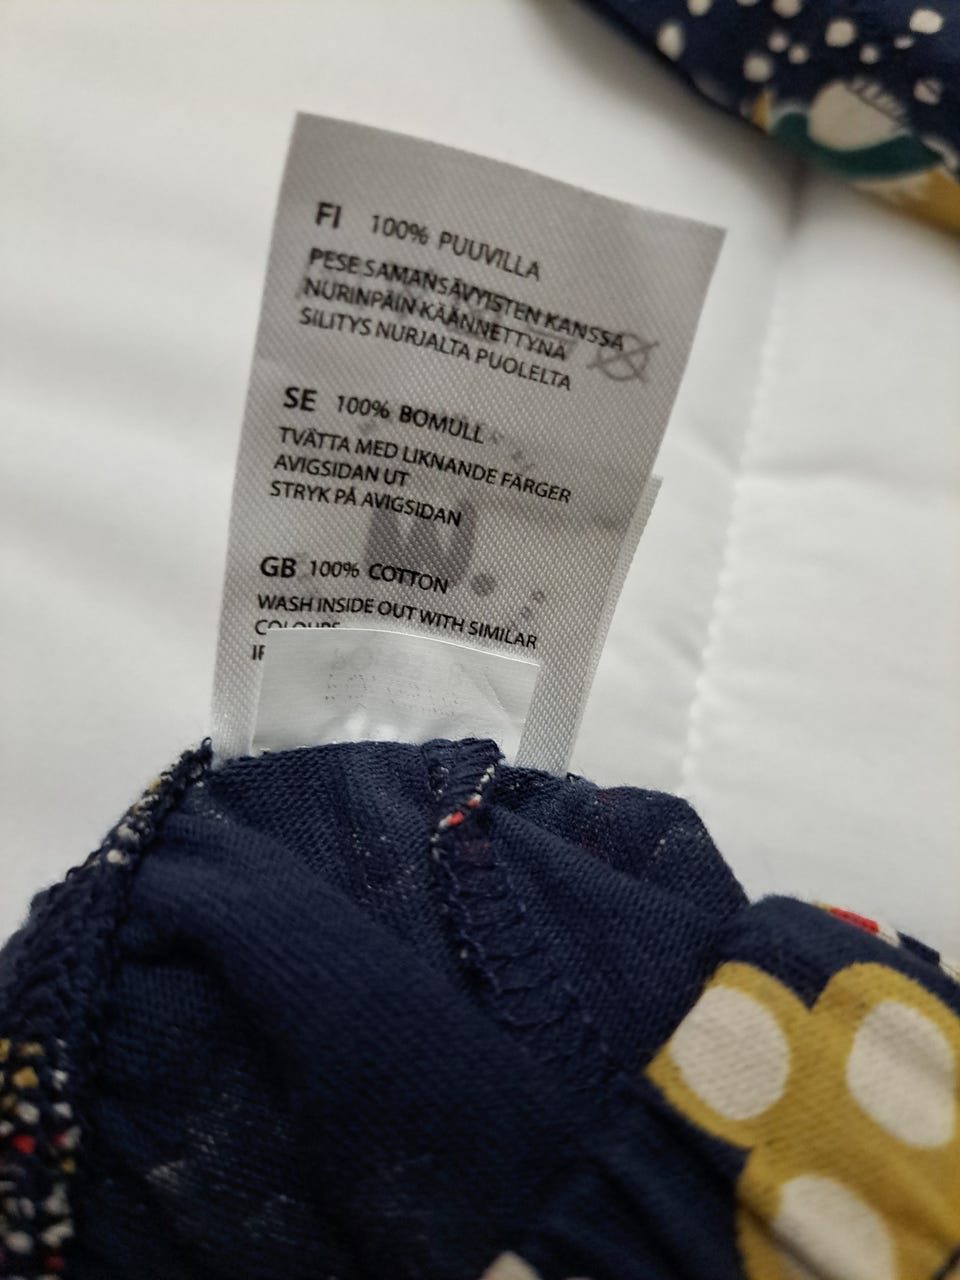 FI 100% PUUVILLA
PESE SAMANSÄVYISTEN KANSSA
NURINPÄIN KÄÄNNETTYNÄ
SILITYS NURJALTA PUOLELTA
SE 100% BOMULL
TVÄTTA MED LIKNANDE FÄRGER
AVIGSIDAN UT
STRYK PÅ AVIGSIDAN
GB 100% COTTON
WASH INSIDE OUT WITH SIMILAR
COLOURS